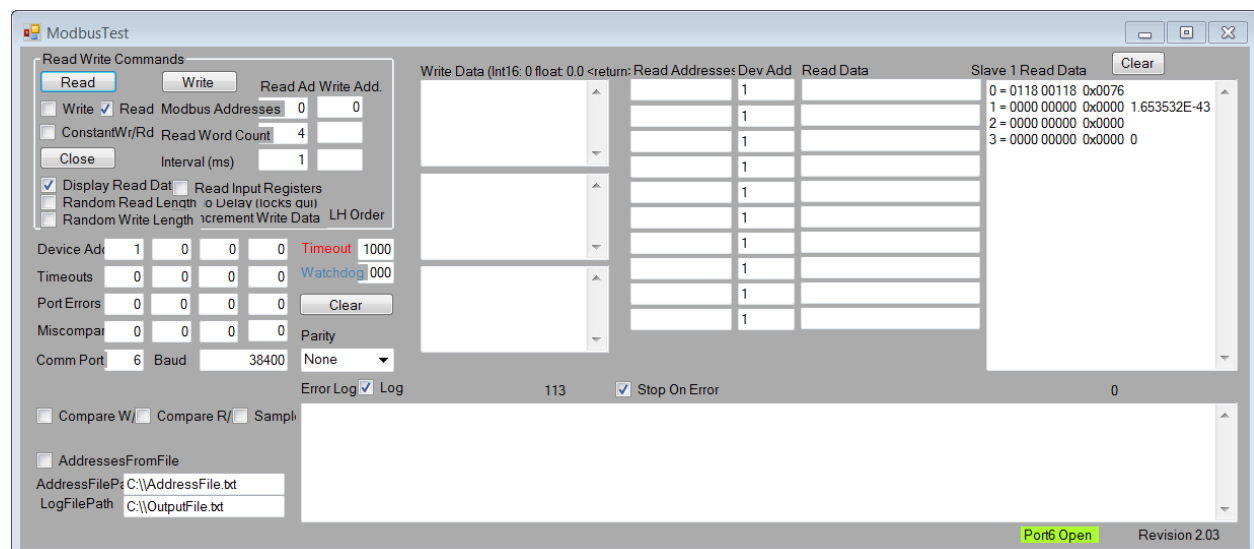 ModbusTest
Read Write Commands
Read Write Read Ad Write Add.
Write Read Modbus Addresses 0 0
ConstantWr/Rd Read Word Count 4
Close Interval (ms) 1
Display Read Dat Read Input Registers
Random Read Length lo Delay (locks gui)
Random Write Length ncrement Write Data LH Order
Device Add 1 0 0 0 Timeout 1000
Timeouts 0 0 0 0 Watchdog 000
Port Errors 0 0 0 0 Clear
Miscompar 0 0 0 0 Parity
Comm Port 6 Baud 38400 None
Write Data (Int16: 0 float: 0.0 <return: Read Addresses Dev Add Read Data
1
1
1
1
1
1
1
1
1
1
Slave 1 Read Data Clear
0 = 0118 00118 0x0076
1 = 0000 00000 0x0000 1.653532E-43
2 = 0000 00000 0x0000
3 = 0000 00000 0x0000 0
Error Log Log 113 Stop On Error 0
Compare W/ Compare R/ Sampl
AddressesFromFile
AddressFilePa C:\\AddressFile.txt
LogFilePath C:\\OutputFile.txt
Port6 Open Revision 2.03